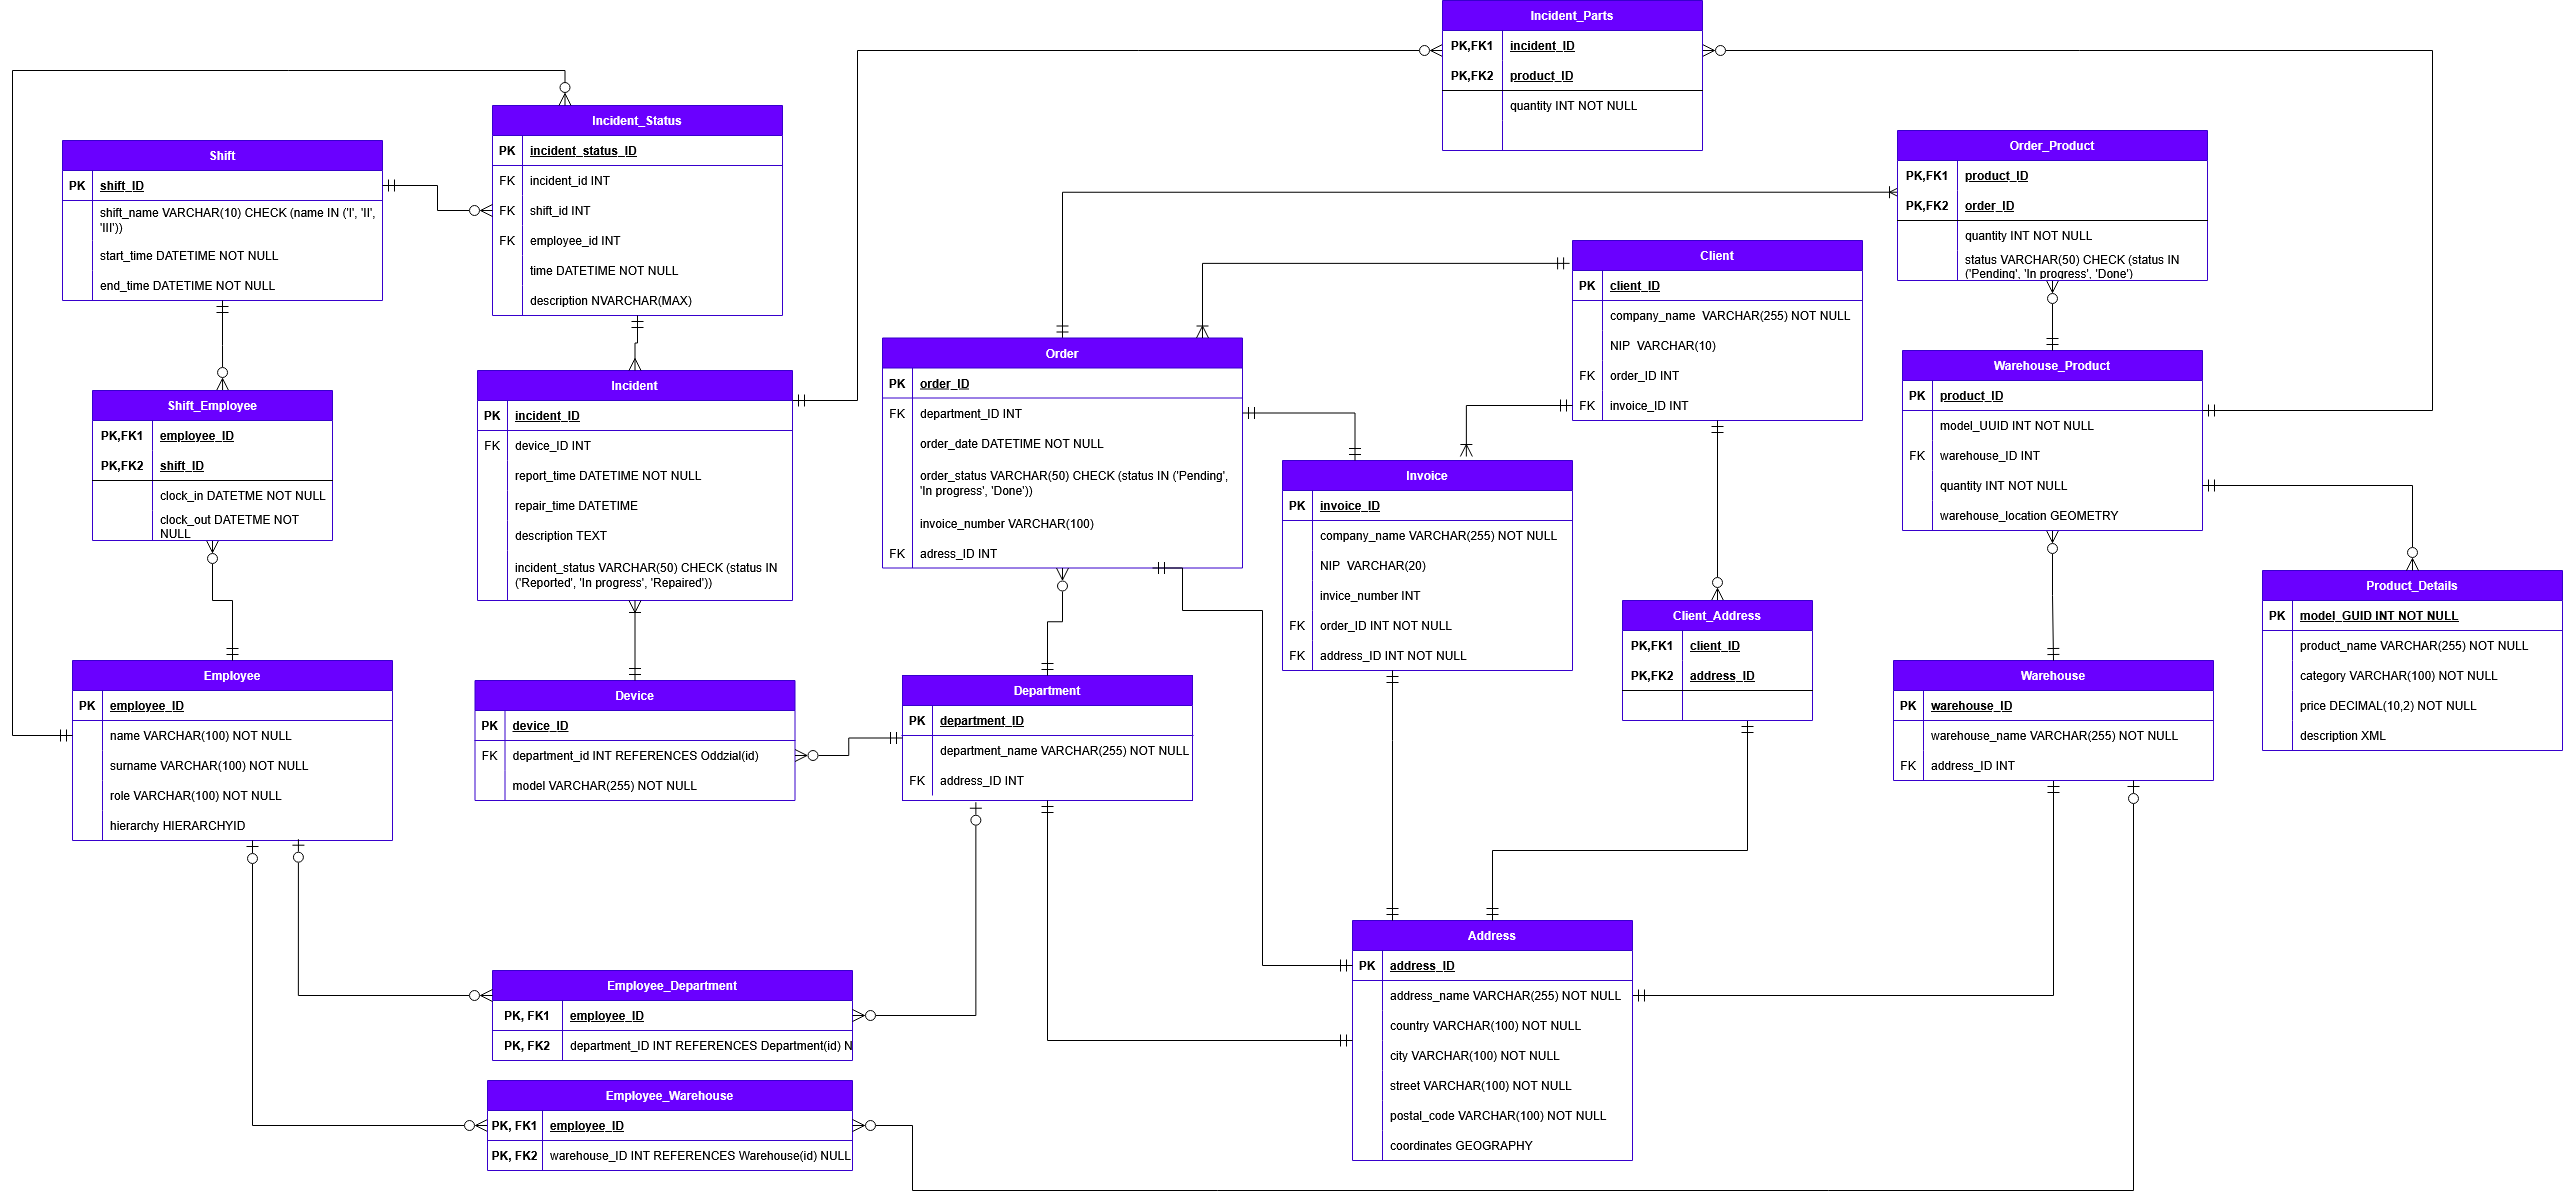 Incident_Parts
PK,FK1 incident_ID
PK,FK2 product_ID
quantity INT NOT NULL
Incident_Status
PK incident_status_ID
FK incident_id INT
FK shift_id INT
FK employee_id INT
time DATETIME NOT NULL
description NVARCHAR(MAX)
Shift
PK shift_ID
shift_name VARCHAR(10) CHECK (name IN ('I', 'II',
'III'))
start_time DATETIME NOT NULL
end_time DATETIME NOT NULL
Order_Product
PK,FK1 product_ID
PK,FK2 order_ID
quantity INT NOT NULL
status VARCHAR(50) CHECK (status IN
('Pending', 'In progress', 'Done')
Client
PK client_ID
company_name VARCHAR(255) NOT NULL
NIP VARCHAR(10)
FK order_ID INT
FK invoice_ID INT
Order
PK order_ID
FK department_ID INT
order_date DATETIME NOT NULL
order_status VARCHAR(50) CHECK (status IN ('Pending',
'In progress', 'Done'))
invoice_number VARCHAR(100)
FK adress_ID INT
Warehouse_Product
PK product_ID
model_UUID INT NOT NULL
FK warehouse_ID INT
quantity INT NOT NULL
warehouse_location GEOMETRY
Incident
PK incident_ID
FK device_ID INT
report_time DATETIME NOT NULL
repair_time DATETIME
description TEXT
incident_status VARCHAR(50) CHECK (status IN
('Reported', 'In progress', 'Repaired'))
Shift_Employee
PK,FK1 employee_ID
PK,FK2 shift_ID
clock_in DATETME NOT NULL
clock_out DATETME NOT
NULL
Invoice
PK invoice_ID
company_name VARCHAR(255) NOT NULL
NIP VARCHAR(20)
invice_number INT
FK order_ID INT NOT NULL
FK address_ID INT NOT NULL
Product_Details
PK model_GUID INT NOT NULL
product_name VARCHAR(255) NOT NULL
category VARCHAR(100) NOT NULL
price DECIMAL(10,2) NOT NULL
description XML
Client_Address
PK,FK1 client_ID
PK,FK2 address_ID
Employee
PK employee_ID
name VARCHAR(100) NOT NULL
surname VARCHAR(100) NOT NULL
role VARCHAR(100) NOT NULL
hierarchy HIERARCHYID
Device
PK device_ID
FK department_id INT REFERENCES Oddzial(id)
model VARCHAR(255) NOT NULL
Department
PK department_ID
department_name VARCHAR(255) NOT NULL
FK address_ID INT
Warehouse
PK warehouse_ID
warehouse_name VARCHAR(255) NOT NULL
FK address_ID INT
Address
PK address_ID
address_name VARCHAR(255) NOT NULL
country VARCHAR(100) NOT NULL
city VARCHAR(100) NOT NULL
street VARCHAR(100) NOT NULL
postal_code VARCHAR(100) NOT NULL
coordinates GEOGRAPHY
Employee_Department
PK, FK1 employee_ID
PK, FK2 department_ID INT REFERENCES Department(id) N
Employee_Warehouse
PK, FK1 employee_ID
PK, FK2 warehouse_ID INT REFERENCES Warehouse(id) NULL